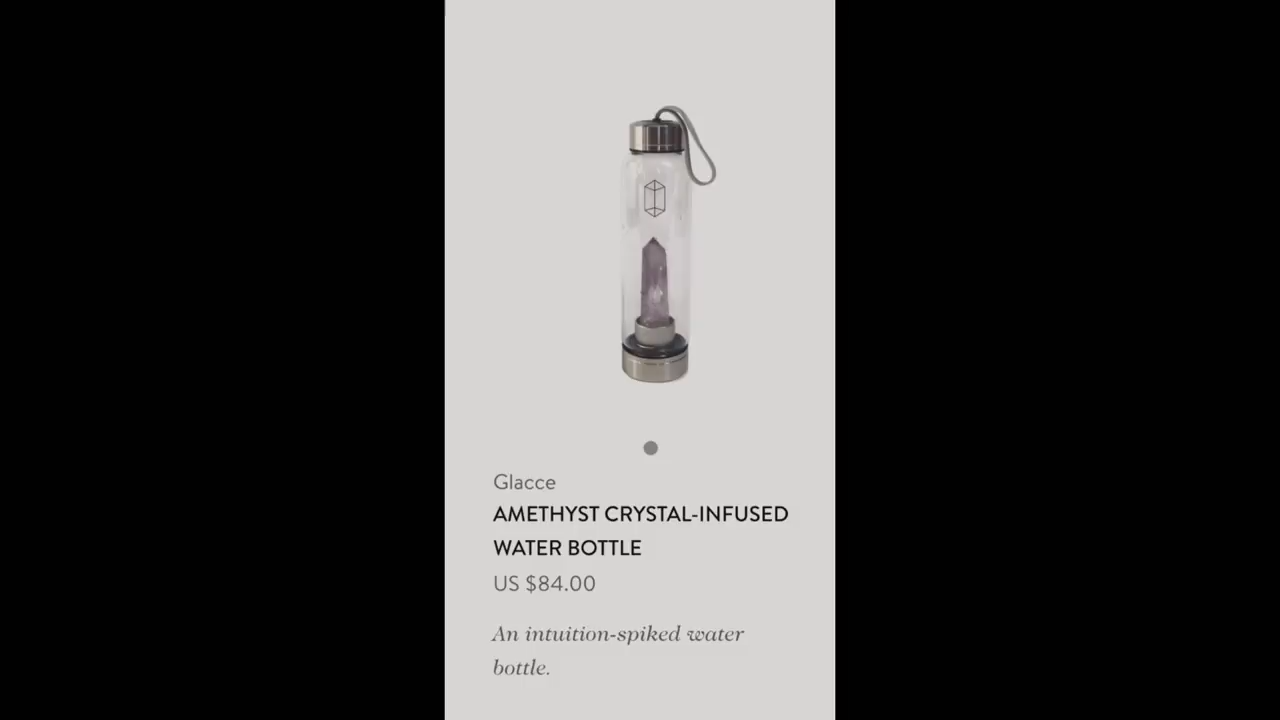 Glacce
AMETHYST CRYSTAL-INFUSED
WATER BOTTLE
US $84.00
An intuition-spiked water
bottle.